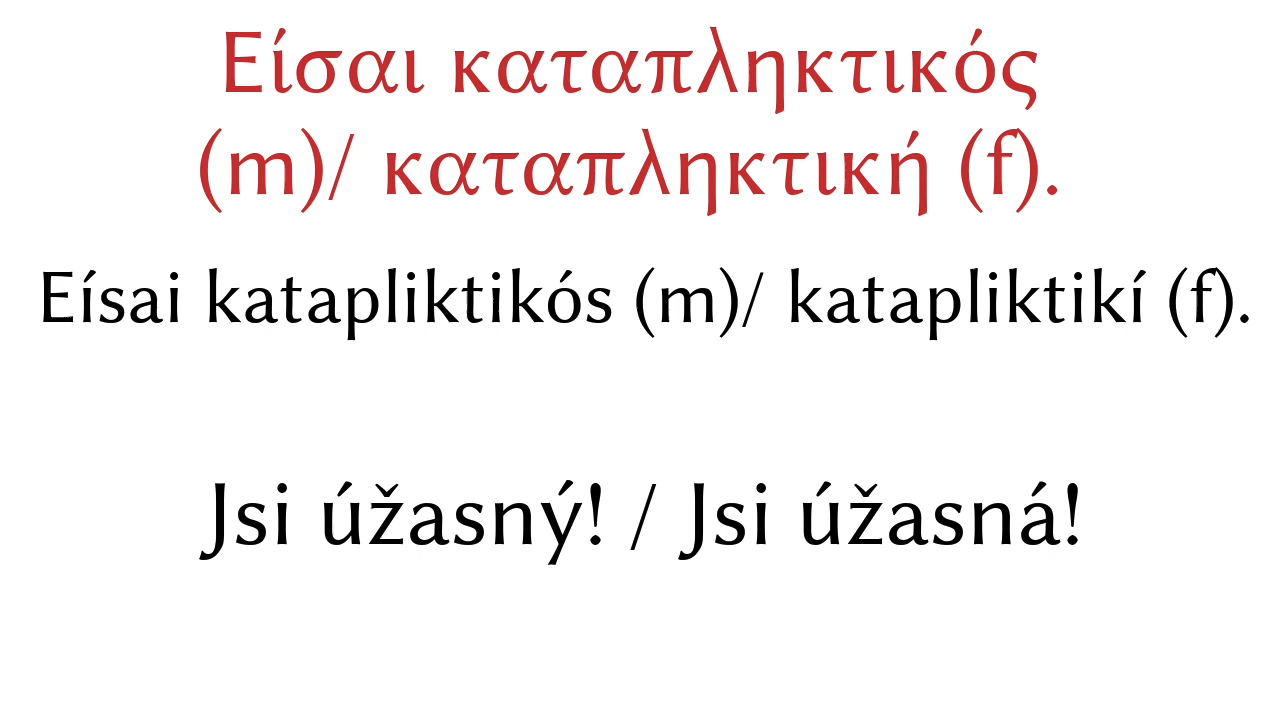 Είσαι καταπληκτικός
(m)/ καταπληκτική (f).
Eísai katapliktikós (m)/ katapliktikí (f).
Jsi úžasný! / Jsi úžasná!